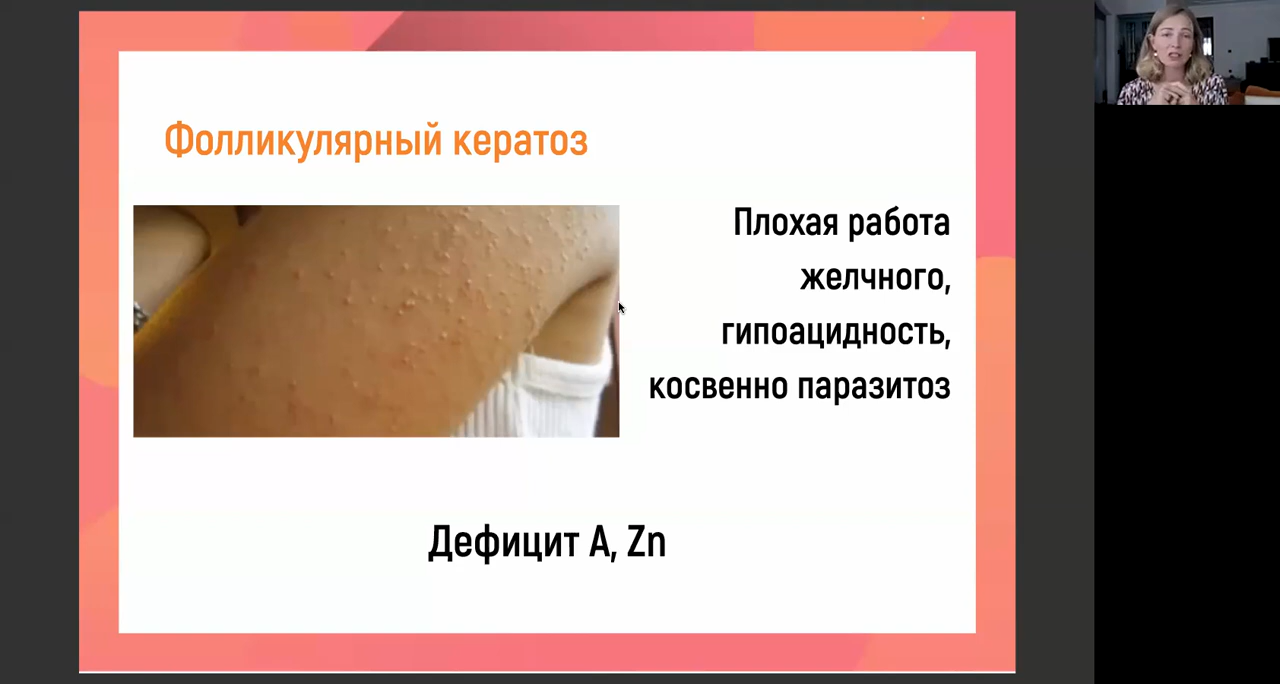 Фолликулярный кератоз
Плохая работа
желчного,
гипоацидность,
косвенно паразитоз
Дефицит A, Zn